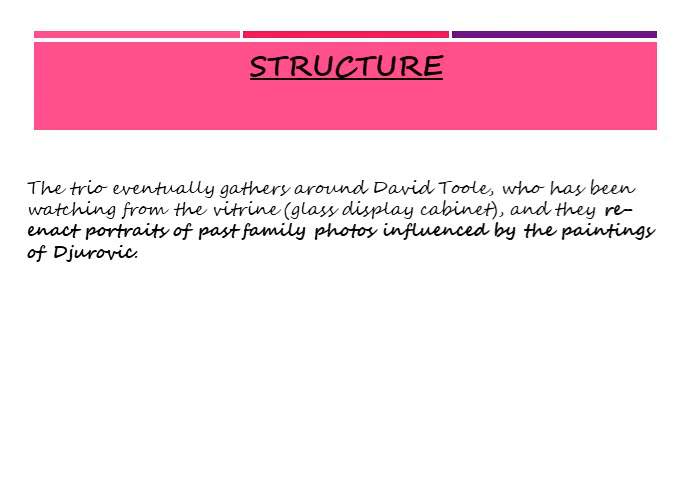 STRUCTURE
The trio eventually gathers around David Toole, who has been
watching from the vitrine (glass display cabinet), and they re-
enact portraits of past family photos influenced by the paintings
of Djurovic.